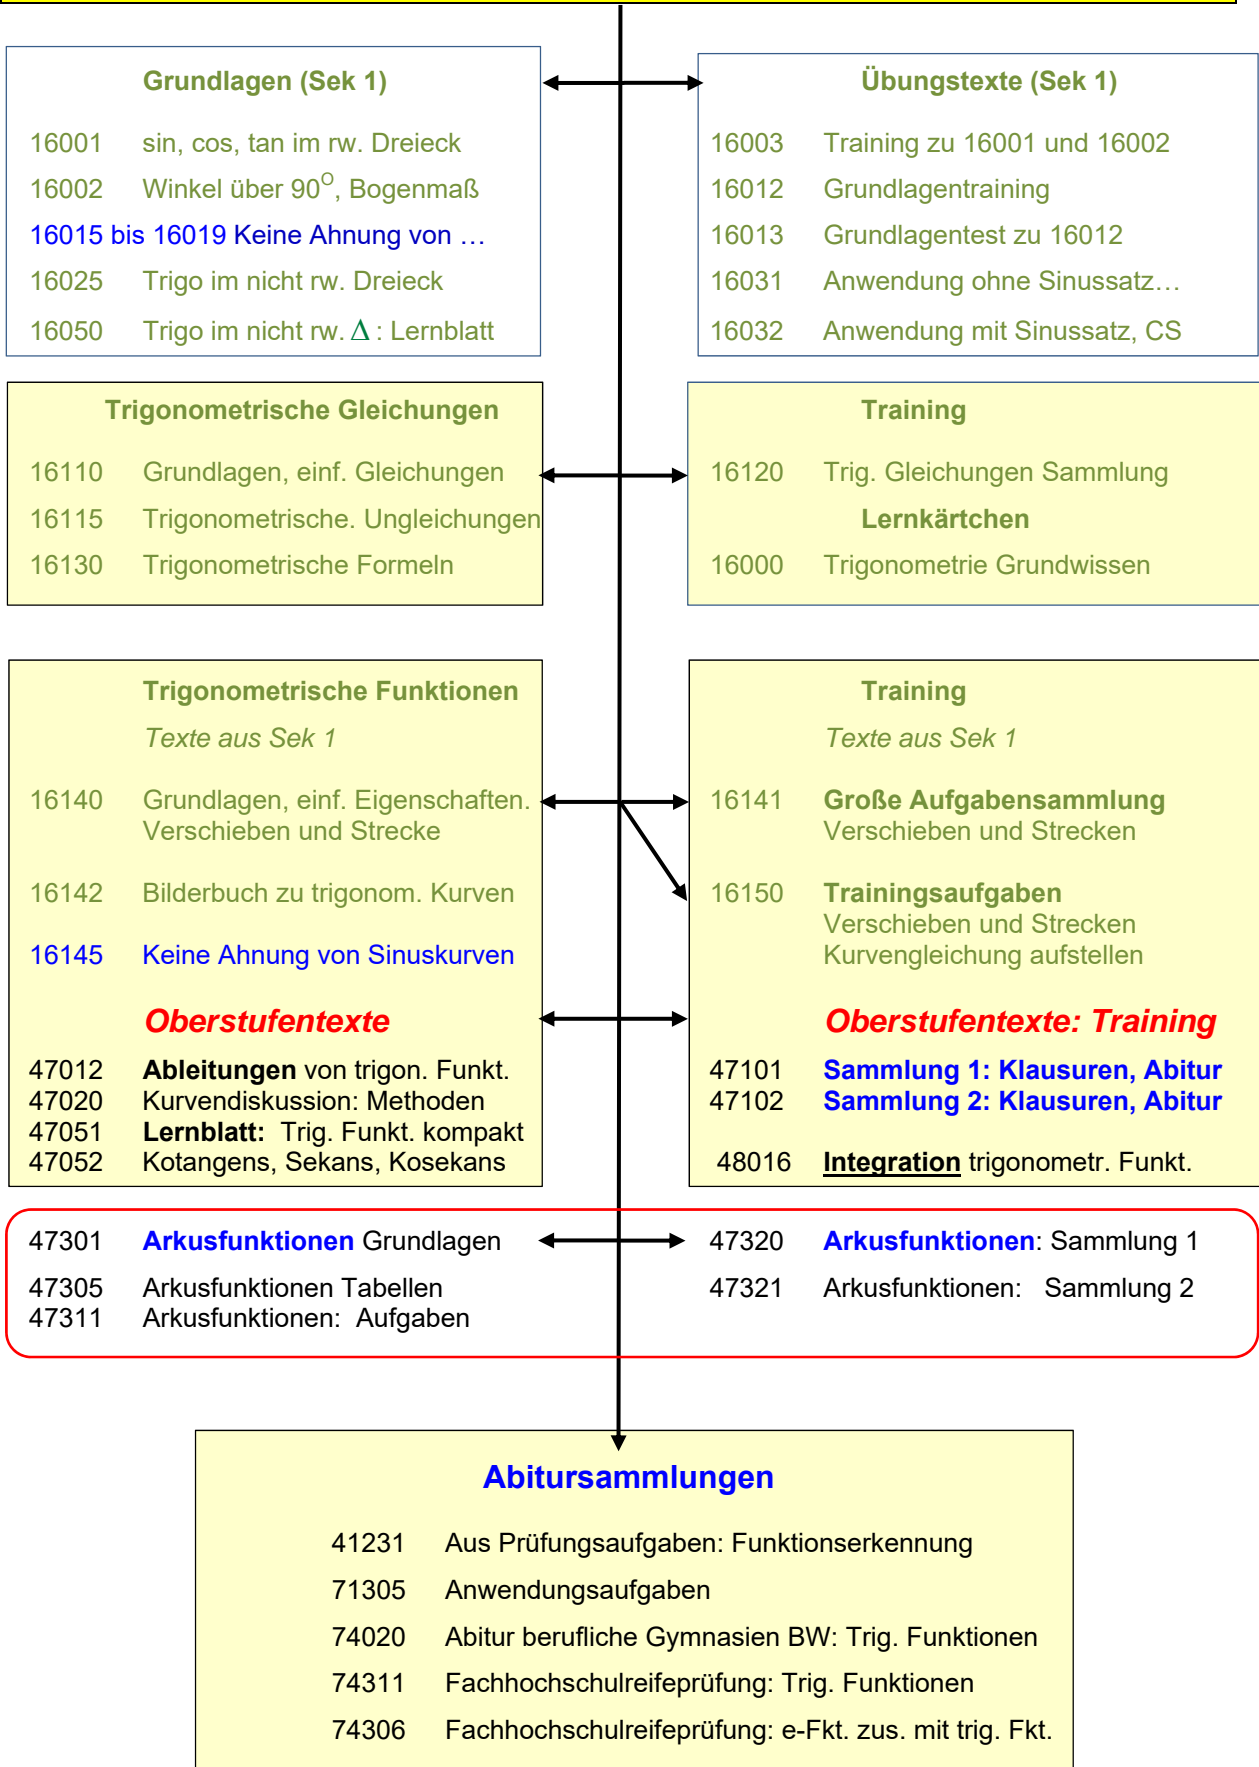 Grundlagen (Sek 1)
16001 sin, cos, tan im rw. Dreieck
16002 Winkel über 90°, Bogenmaß
16015 bis 16019 Keine Ahnung von …
16025 Trigo im nicht rw. Dreieck
16050 Trigo im nicht rw. Δ : Lernblatt
Übungstexte (Sek 1)
16003 Training zu 16001 und 16002
16012 Grundlagentraining
16013 Grundlagentest zu 16012
16031 Anwendung ohne Sinussatz…
16032 Anwendung mit Sinussatz, CS
Trigonometrische Gleichungen
16110 Grundlagen, einf. Gleichungen
16115 Trigonometrische. Ungleichungen
16130 Trigonometrische Formeln
Training
16120 Trig. Gleichungen Sammlung
Lernkärtchen
16000 Trigonometrie Grundwissen
Trigonometrische Funktionen
Texte aus Sek 1
16140 Grundlagen, einf. Eigenschaften.
Verschieben und Strecke
16142 Bilderbuch zu trigonom. Kurven
16145 Keine Ahnung von Sinuskurven
Oberstufentexte
47012 Ableitungen von trigon. Funkt.
47020 Kurvendiskussion: Methoden
47051 Lernblatt: Trig. Funkt. kompakt
47052 Kotangens, Sekans, Kosekans
Training
Texte aus Sek 1
16141 Große Aufgabensammlung
Verschieben und Strecken
16150 Trainingsaufgaben
Verschieben und Strecken
Kurvengleichung aufstellen
Oberstufentexte: Training
47101 Sammlung 1: Klausuren, Abitur
47102 Sammlung 2: Klausuren, Abitur
48016 Integration trigonometr. Funkt.
47301 Arkusfunktionen Grundlagen
47305 Arkusfunktionen Tabellen
47311 Arkusfunktionen: Aufgaben
47320 Arkusfunktionen: Sammlung 1
47321 Arkusfunktionen: Sammlung 2
Abitursammlungen
41231 Aus Prüfungsaufgaben: Funktionserkennung
71305 Anwendungsaufgaben
74020 Abitur berufliche Gymnasien BW: Trig. Funktionen
74311 Fachhochschulreifeprüfung: Trig. Funktionen
74306 Fachhochschulreifeprüfung: e-Fkt. zus. mit trig. Fkt.